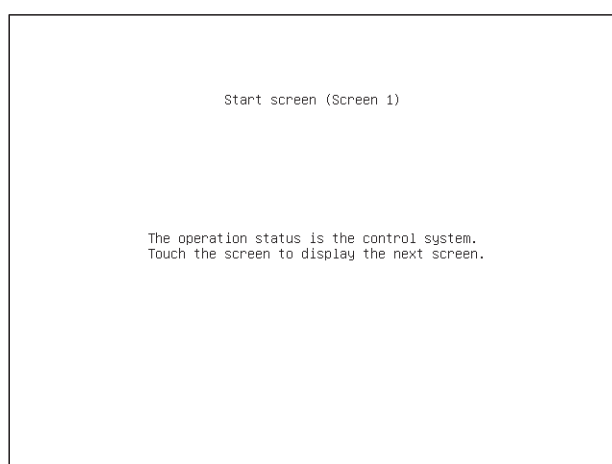 Start screen (Screen 1)
The operation status is the control system.
Touch the screen to display the next screen.